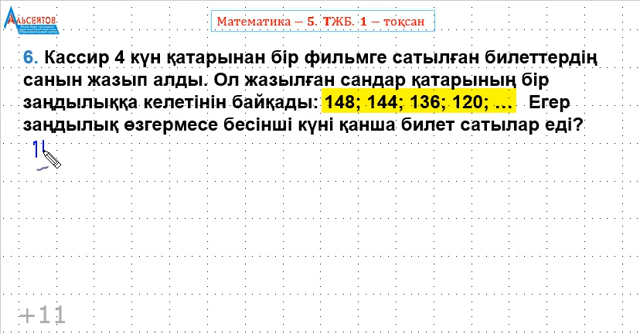 АЛЬСЕИТОВ
Математика – 5. ТЖБ. 1 – тоқсан
6. Кассир 4 күн қатарынан бір фильмге сатылған билеттердің
санын жазып алды. Ол жазылған сандар қатарының бір
заңдылыққа келетінін байқады: 148; 144; 136; 120; ... Егер
заңдылық өзгермесе бесінші күні қанша билет сатылар еді?
+11